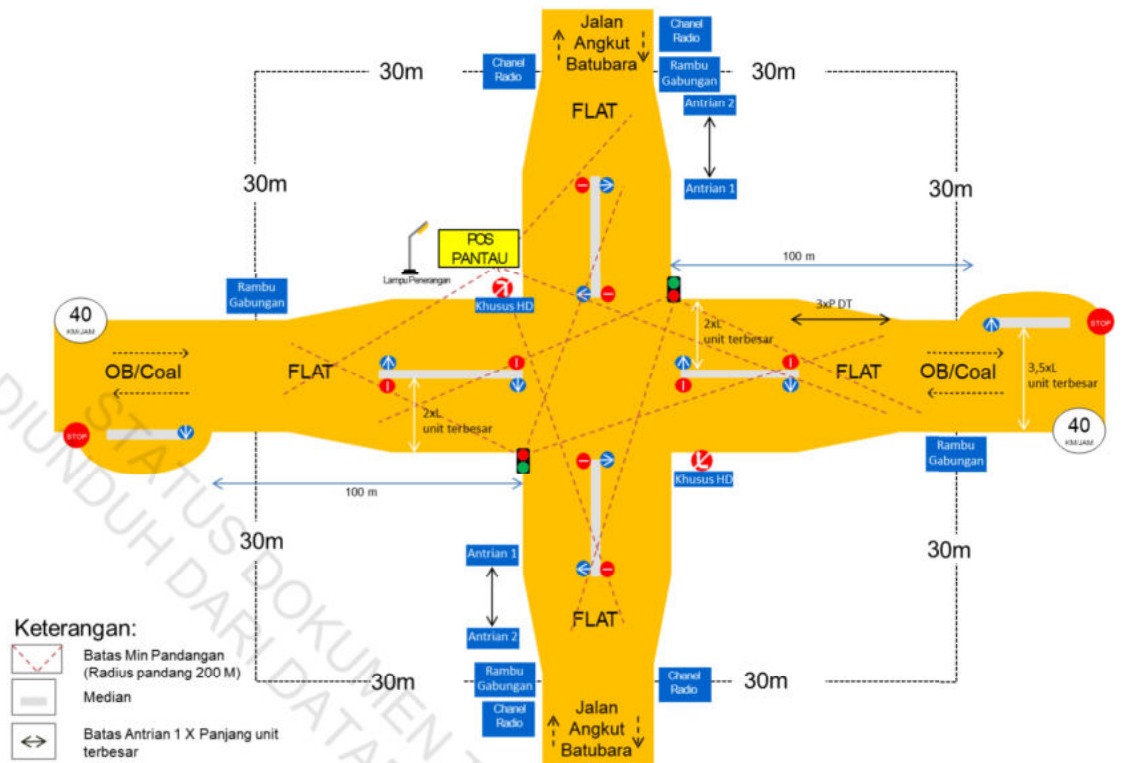 Jalan
Angkut
Batubara
Chanel
Radio
Chanel
Radio
Rambu
Gabungan
30m
30m
Antrian 2
FLAT
Antrian 1
30m
30m
POS
PANTAU
Lampu Penerangan
100 m
Rambu
Gabungan
Khusus HD
40
KM/JAM
3xP DT
2xL
unit terbesar
STOP
OB/Coal
FLAT
FLAT
OB/Coal
3,5xL
unit terbesar
2xL
unit terbesar
40
KM/JAM
STOP
Rambu
Gabungan
Khusus HD
100 m
30m
30m
Antrian 1
Antrian 2
FLAT
Rambu
Gabungan
Chanel
Radio
30m
30m
Chanel
Radio
Jalan
Angkut
Batubara
Keterangan:
Batas Min Pandangan
(Radius pandang 200 M)
Median
Batas Antrian 1 X Panjang unit
terbesar
STATUS DOKUMEN
DIUNDUH DARI DATA